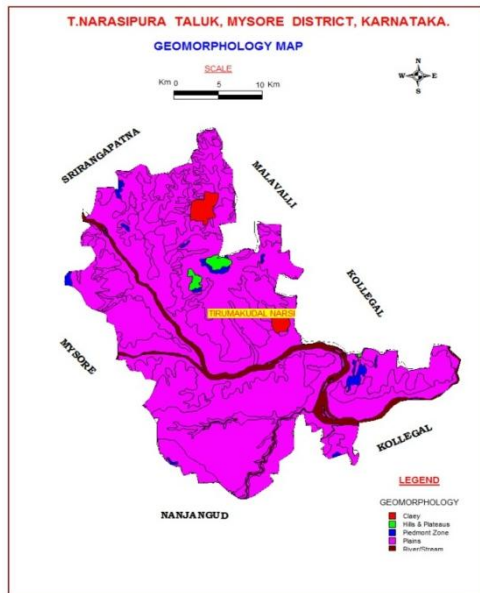 T.NARASIPURA TALUK, MYSORE DISTRICT, KARNATAKA.
GEOMORPHOLOGY MAP
SCALE
Km 0 5 10 Km
N
W E
S
SRIRANGAPATNA
MALAVALLI
KOLLEGAL
TIRUMAKUDAL NARSI
MYSORE
KOLLEGAL
NANJANGUD
LEGEND
GEOMORPHOLOGY
Claey
Hills & Plateaus
Piedmont Zone
Plains
River/Stream